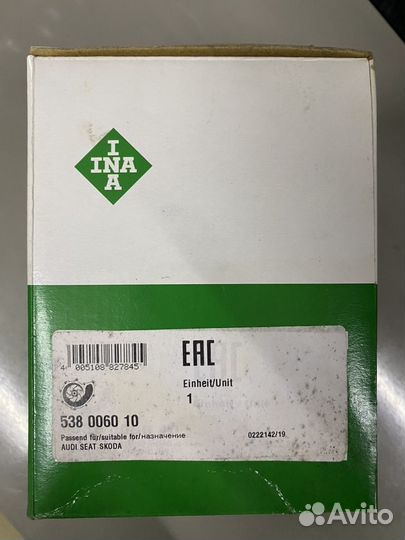 I
INA
A
4 005108 827845
EAC
Einheit/Unit
1
538 0060 10
Passend für/suitable for/назначение
0222142/19
AUDI SEAT SKODA
Avito